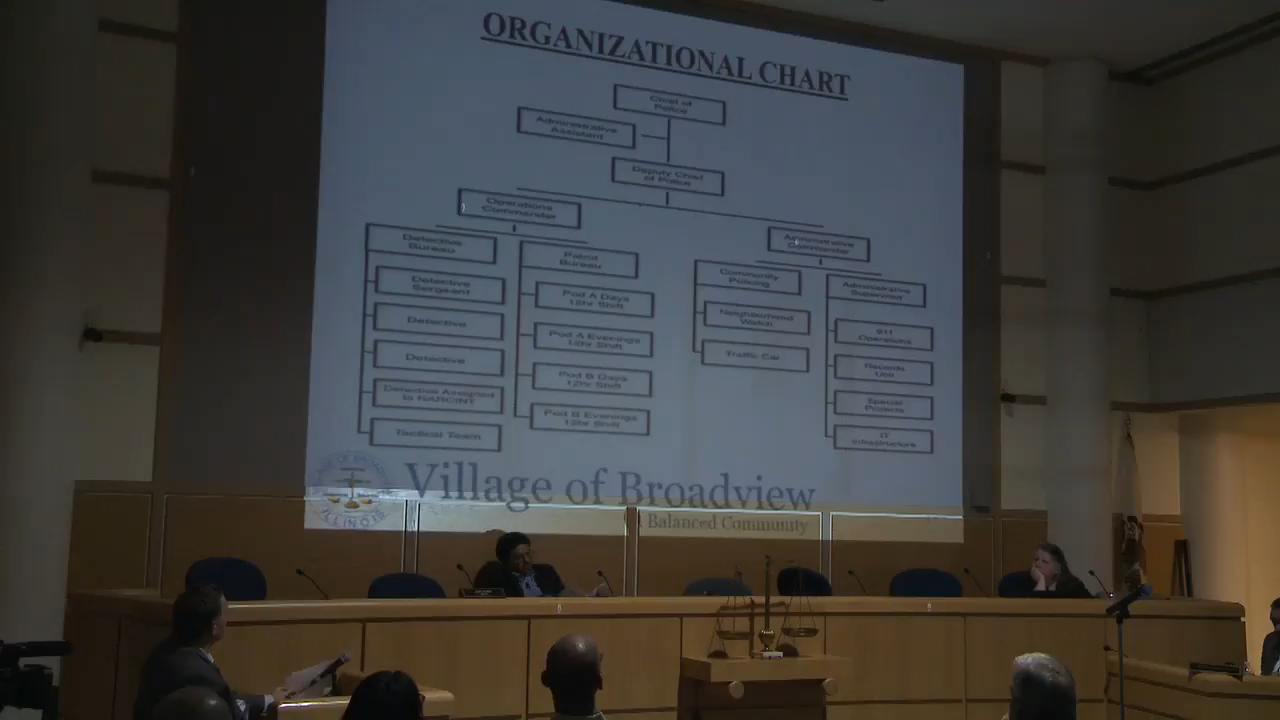 ORGANIZATIONAL CHART
Chief of
Police
Administrative
Assistant
Deputy Chief
of Police
Operations
Commander
Administrative
Commander
Detective
Bureau
Detective
Sergeant
Detective
Detective
Detective Assigned
Tactical Team
Patrol
Bureau
Pod A Days
12hr Shift
Pod A Evenings
12hr Shift
Pod B Days
12hr Shift
Pod B Evenings
12hr Shift
Community
Policing
Neighborhood
Watch
Traffic Car
Administrative
Supervisor
911
Operations
Records
Unit
Special
Projects
IT
Infrastructure
Village of Broadview
A Balanced Community
ILLINOIS